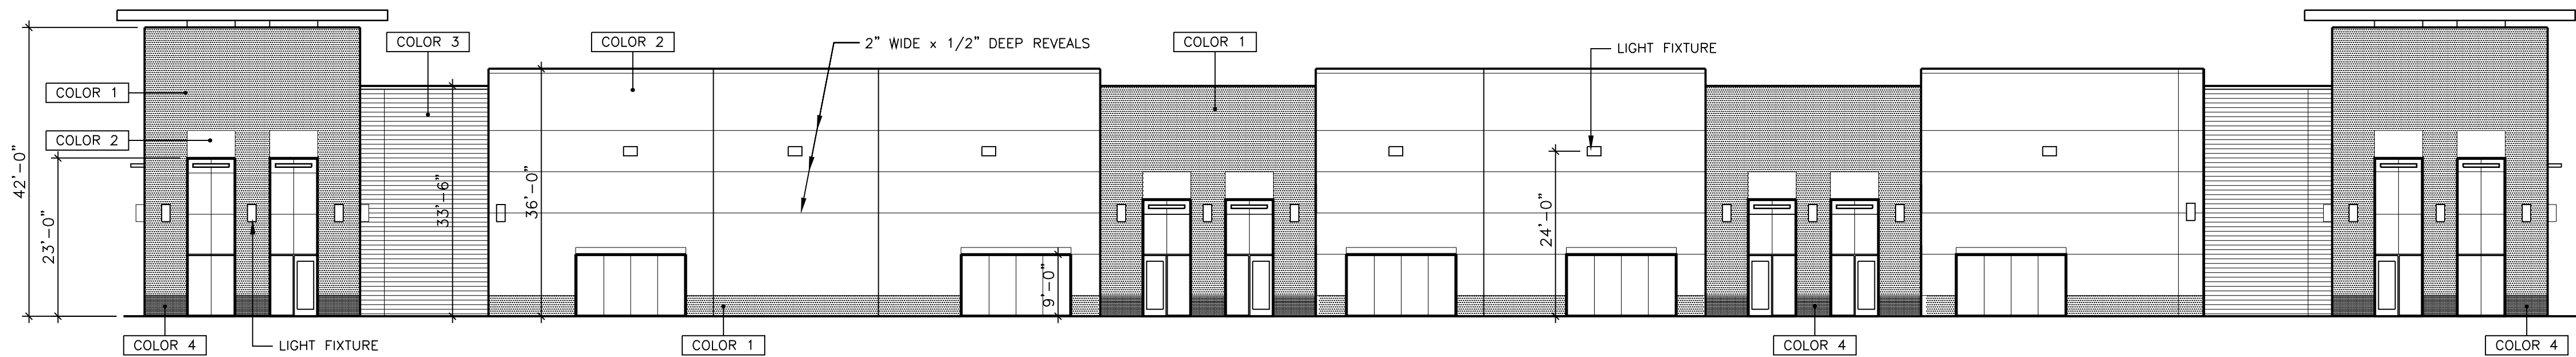 COLOR 3
COLOR 2
2" WIDE x 1/2" DEEP REVEALS
COLOR 1
LIGHT FIXTURE
COLOR 1
COLOR 2
42'-0"
23'-0"
33'-6"
36'-0"
9'-0"
24'-0"
COLOR 4
LIGHT FIXTURE
COLOR 1
COLOR 4
COLOR 4